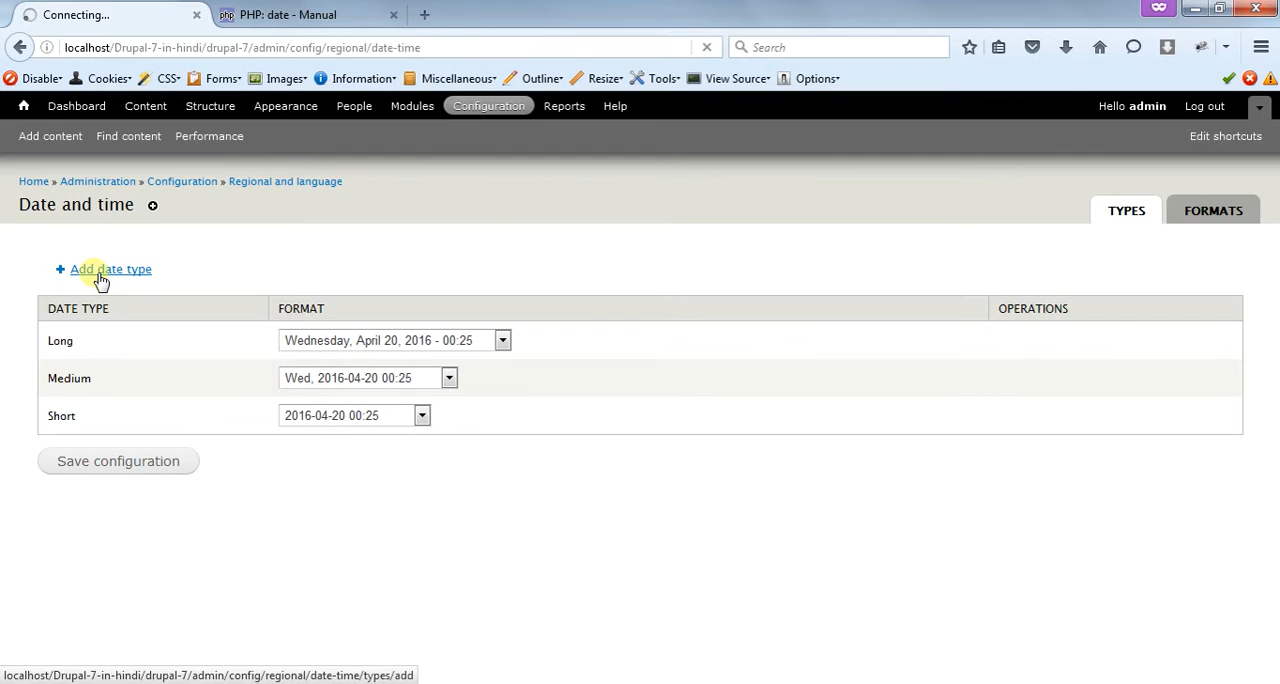 Connecting...
php PHP: date - Manual
localhost/Drupal-7-in-hindi/drupal-7/admin/config/regional/date-time
Search
Disable Cookies CSS Forms Images Information Miscellaneous Outline Resize Tools View Source Options
Dashboard Content Structure Appearance People Modules Configuration Reports Help Hello admin Log out
Add content Find content Performance Edit shortcuts
Home » Administration » Configuration » Regional and language
Date and time
TYPES FORMATS
+ Add date type
DATE TYPE FORMAT OPERATIONS
Long Wednesday, April 20, 2016 - 00:25
Medium Wed, 2016-04-20 00:25
Short 2016-04-20 00:25
Save configuration
localhost/Drupal-7-in-hindi/drupal-7/admin/config/regional/date-time/types/add